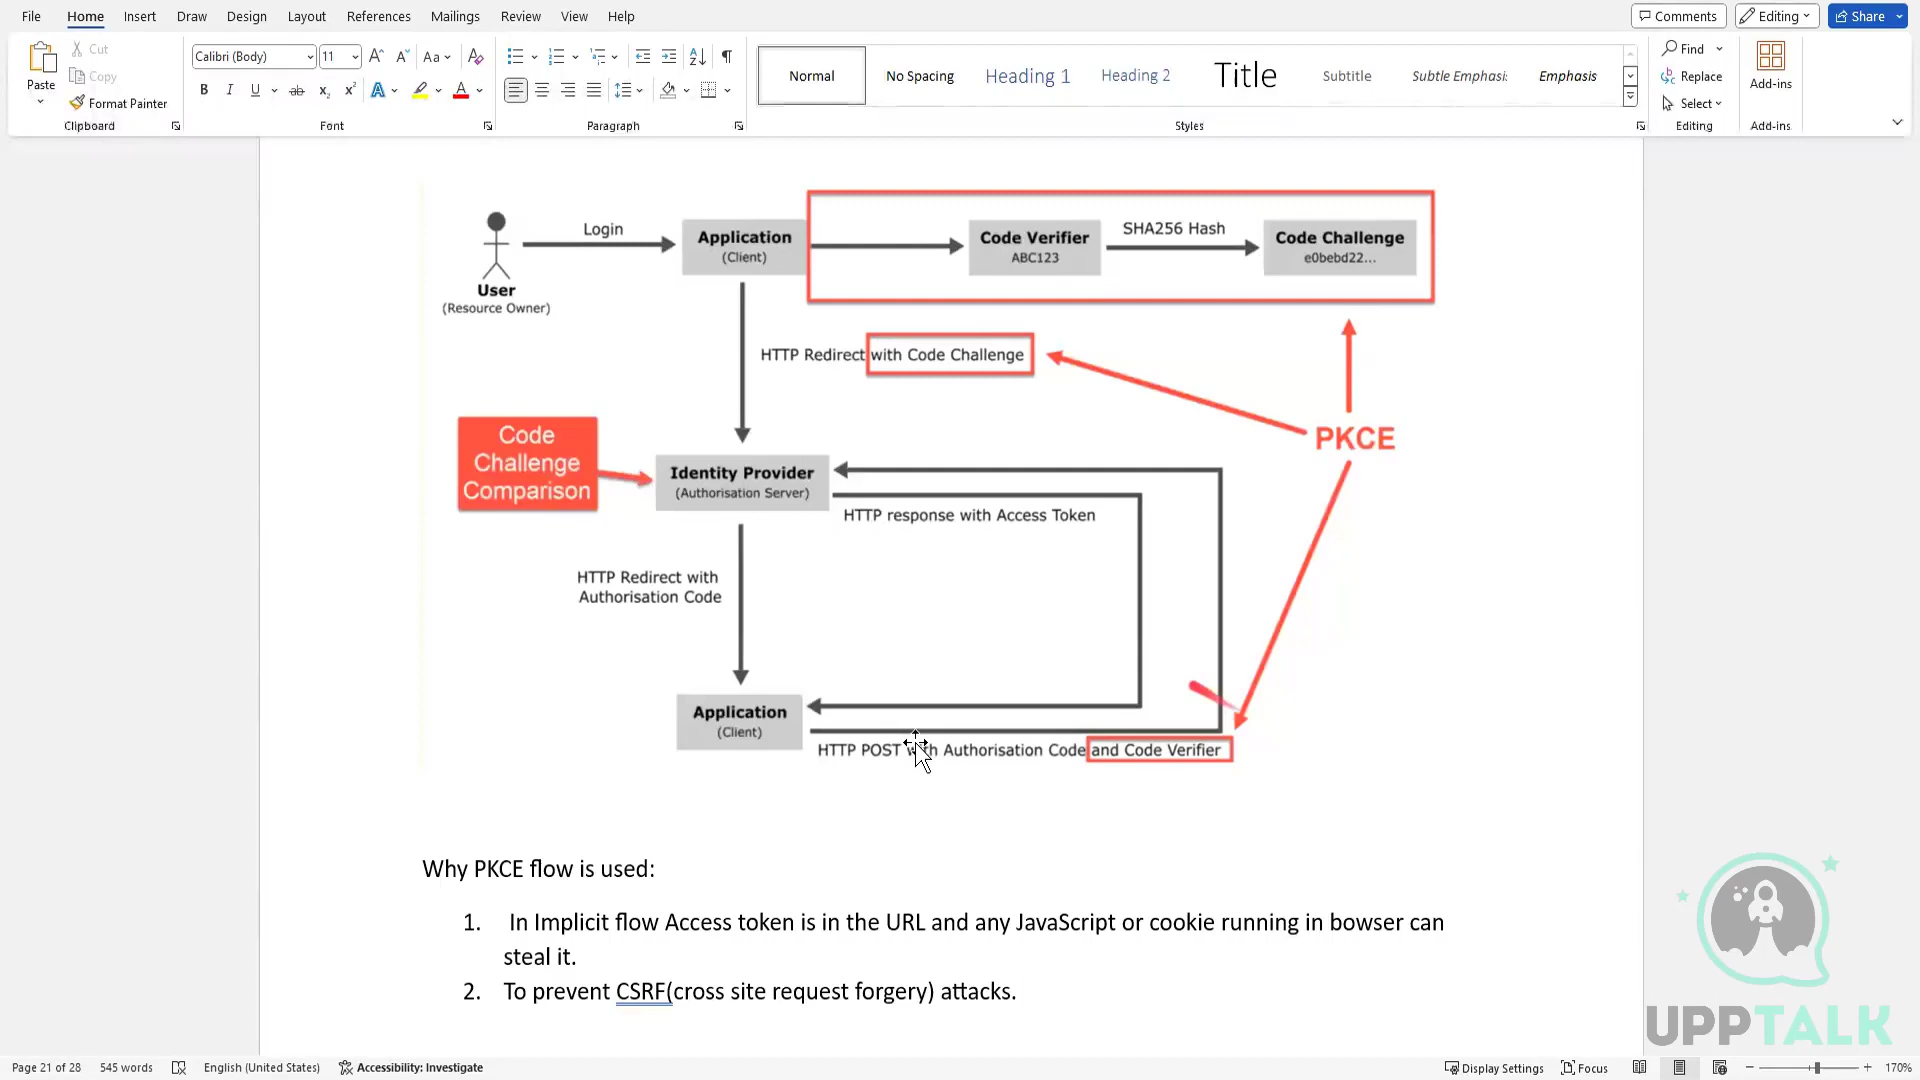 File Home Insert Draw Design Layout References Mailings Review View Help Comments Editing Share
Paste Cut Copy Format Painter Clipboard
Calibri (Body) 11 Font
Paragraph
Normal No Spacing Heading 1 Heading 2 Title Subtitle Subtle Emphasi: Emphasis Styles
Find Replace Select Editing
Add-ins Add-ins
Login
Application
(Client)
Code Verifier
ABC123
SHA256 Hash
Code Challenge
e0bebd22...
User
(Resource Owner)
HTTP Redirect with Code Challenge
PKCE
Code
Challenge
Comparison
Identity Provider
(Authorisation Server)
HTTP response with Access Token
HTTP Redirect with
Authorisation Code
Application
(Client)
HTTP POST with Authorisation Code and Code Verifier
Why PKCE flow is used:
1. In Implicit flow Access token is in the URL and any JavaScript or cookie running in bowser can
steal it.
2. To prevent CSRF(cross site request forgery) attacks.
UPPTALK
Page 21 of 28 545 words English (United States) Accessibility: Investigate Display Settings Focus 170%